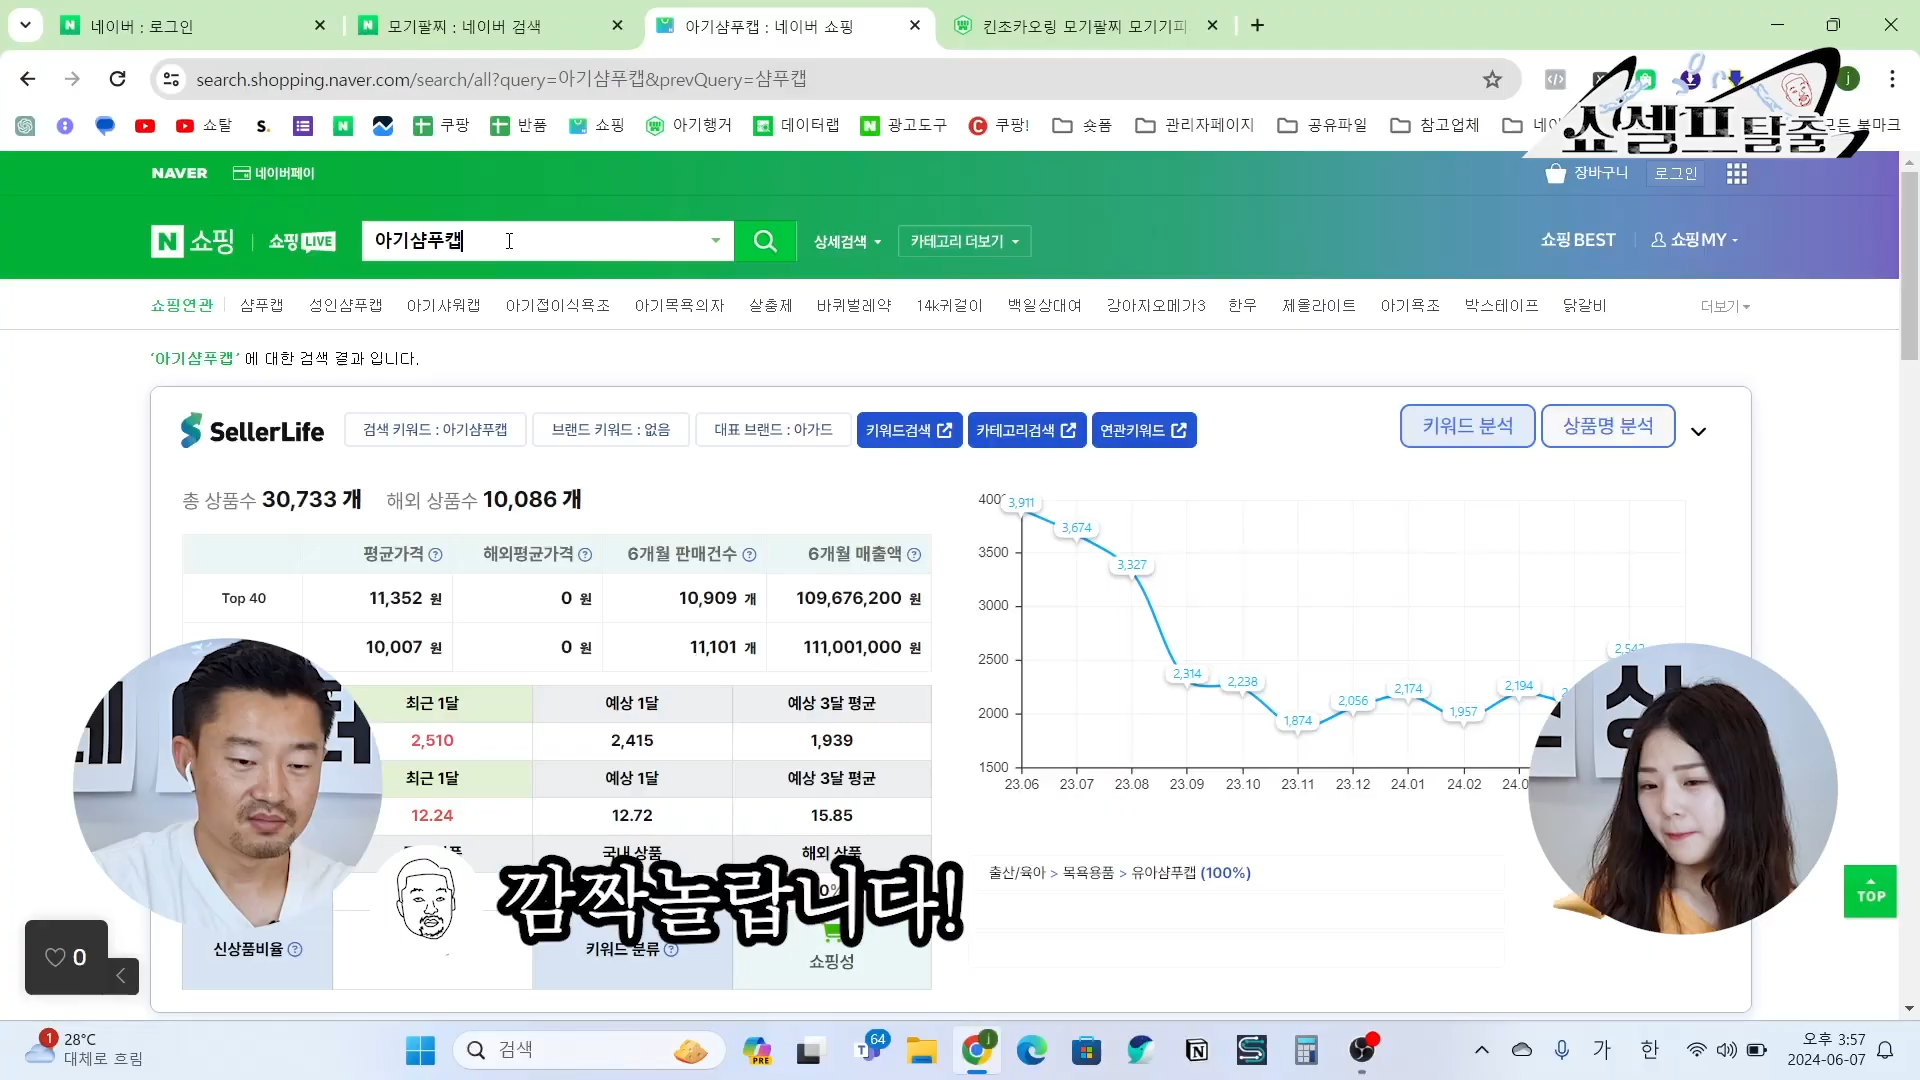 네이버 : 로그인
모기팔찌 : 네이버 검색
아기샴푸캡 : 네이버 쇼핑
킨초카오링 모기팔찌 모기기피
search.shopping.naver.com/search/all?query=아기샴푸캡&prevQuery=샴푸캡
쇼탈
쿠팡
반품
쇼핑
아기행거
데이터랩
광고도구
쿠팡!
숏폼
관리자페이지
공유파일
참고업체
모든 북마크
쇼셀프탈출
NAVER
네이버페이
장바구니
로그인
N 쇼핑
쇼핑LIVE
아기샴푸캡
상세검색
카테고리 더보기
쇼핑BEST
쇼핑MY
쇼핑연관 샴푸캡 성인샴푸캡 아기샤워캡 아기접이식욕조 아기목욕의자 살충제 바퀴벌레약 14k귀걸이 백일상대여 강아지오메가3 한우 제올라이트 아기욕조 박스테이프 닭갈비 더보기
'아기샴푸캡' 에 대한 검색 결과 입니다.
SellerLife
검색 키워드 : 아기샴푸캡
브랜드 키워드 : 없음
대표 브랜드 : 아가드
키워드검색
카테고리검색
연관키워드
키워드 분석
상품명 분석
총 상품수 30,733 개 해외 상품수 10,086 개
평균가격 해외평균가격 6개월 판매건수 6개월 매출액
Top 40 11,352 원 0 원 10,909 개 109,676,200 원
10,007 원 0 원 11,101 개 111,001,000 원
최근 1달 예상 1달 예상 3달 평균
2,510 2,415 1,939
최근 1달 예상 1달 예상 3달 평균
12.24 12.72 15.85
국내 상품 해외 상품
신상품비율 키워드 분류 쇼핑성
4000
3500
3000
2500
2000
1500
3,911
3,674
3,327
2,314
2,238
1,874
2,056
2,174
1,957
2,194
23.06 23.07 23.08 23.09 23.10 23.11 23.12 24.01 24.02
출산/육아 > 목욕용품 > 유아샴푸캡 (100%)
깜짝놀랍니다!
TOP
0
1
28°C
대체로 흐림
검색
PRE
64
가
한
오후 3:57
2024-06-07